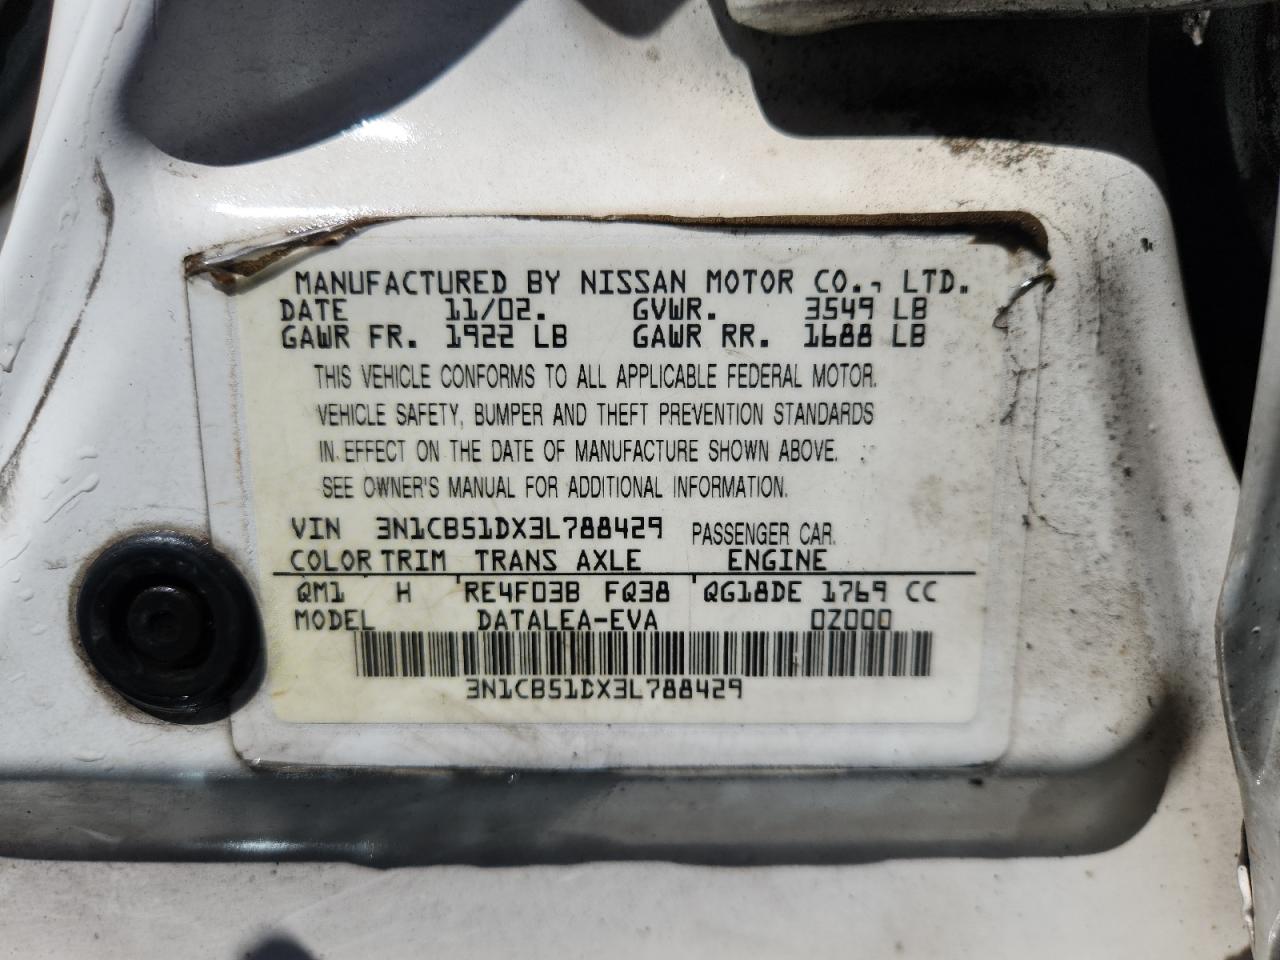 MANUFACTURED BY NISSAN MOTOR CO., LTD.
DATE 11/02. GVWR. 3549 LB
GAWR FR. 1922 LB GAWR RR. 1688 LB
THIS VEHICLE CONFORMS TO ALL APPLICABLE FEDERAL MOTOR.
VEHICLE SAFETY, BUMPER AND THEFT PREVENTION STANDARDS
IN EFFECT ON THE DATE OF MANUFACTURE SHOWN ABOVE.
SEE OWNER'S MANUAL FOR ADDITIONAL INFORMATION.
VIN 3N1CB51DX3L788429 PASSENGER CAR.
COLOR TRIM TRANS AXLE ENGINE
QM1 H RE4F03B FQ38 QG18DE 1769 CC
MODEL DATALEA-EVA 0Z000
3N1CB51DX3L788429